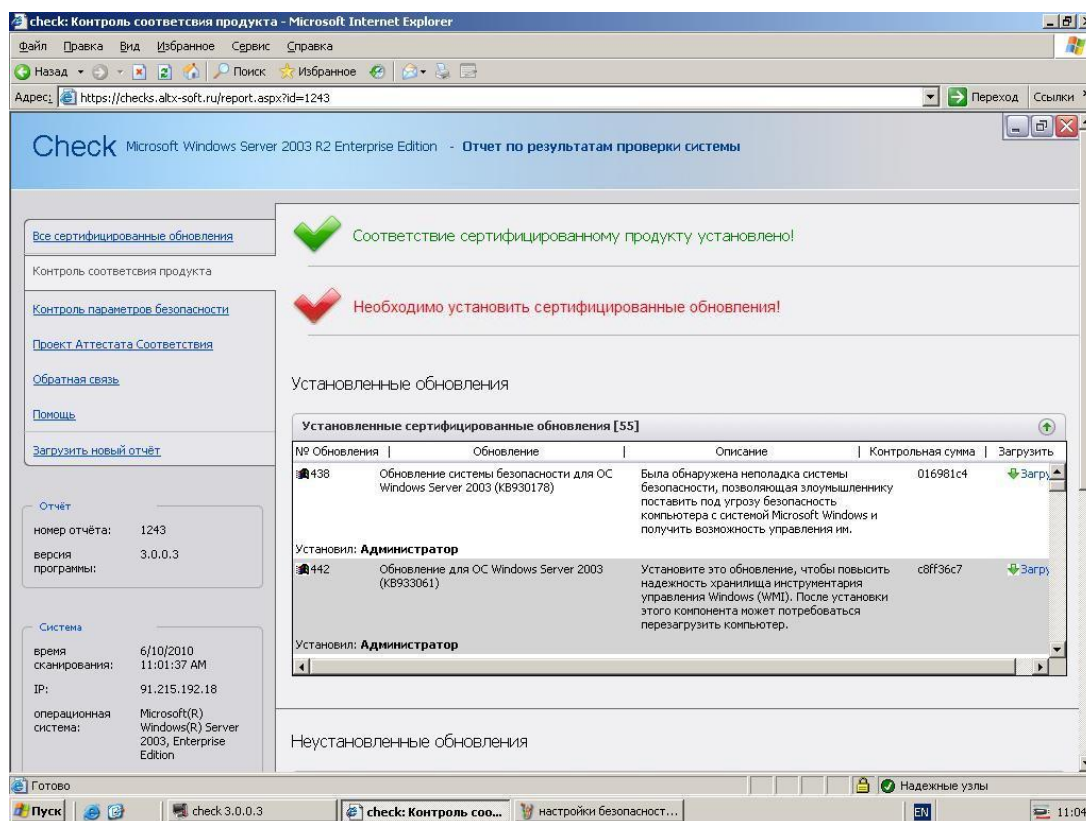 check: Контроль соответсвия продукта - Microsoft Internet Explorer
Файл Правка Вид Избранное Сервис Справка
Назад Поиск Избранное
Адрес: https://checks.altx-soft.ru/report.aspx?id=1243 Переход Ссылки
Check Microsoft Windows Server 2003 R2 Enterprise Edition - Отчет по результатам проверки системы
Все сертифицированные обновления
Контроль соответсвия продукта
Контроль параметров безопасности
Проект Аттестата Соответствия
Обратная связь
Помощь
Загрузить новый отчёт
Отчёт
номер отчёта: 1243
версия программы: 3.0.0.3
Система
время сканирования: 6/10/2010 11:01:37 AM
IP: 91.215.192.18
операционная система: Microsoft(R) Windows(R) Server 2003, Enterprise Edition
Соответствие сертифицированному продукту установлено!
Необходимо установить сертифицированные обновления!
Установленные обновления
Установленные сертифицированные обновления [55]
№ Обновления | Обновление | Описание | Контрольная сумма | Загрузить
438 Обновление системы безопасности для ОС Windows Server 2003 (KB930178) Была обнаружена неполадка системы 016981c4 Загру
безопасности, позволяющая злоумышленнику
поставить под угрозу безопасность
компьютера с системой Microsoft Windows и
получить возможность управления им.
Установил: Администратор
442 Обновление для ОС Windows Server 2003 (KB933061) Установите это обновление, чтобы повысить c8ff36c7 Загру
надежность хранилища инструментария
управления Windows (WMI). После установки
этого компонента может потребоваться
перезагрузить компьютер.
Установил: Администратор
Неустановленные обновления
Готово Надежные узлы
Пуск check 3.0.0.3 check: Контроль соо... настройки безопасност... EN 11:04